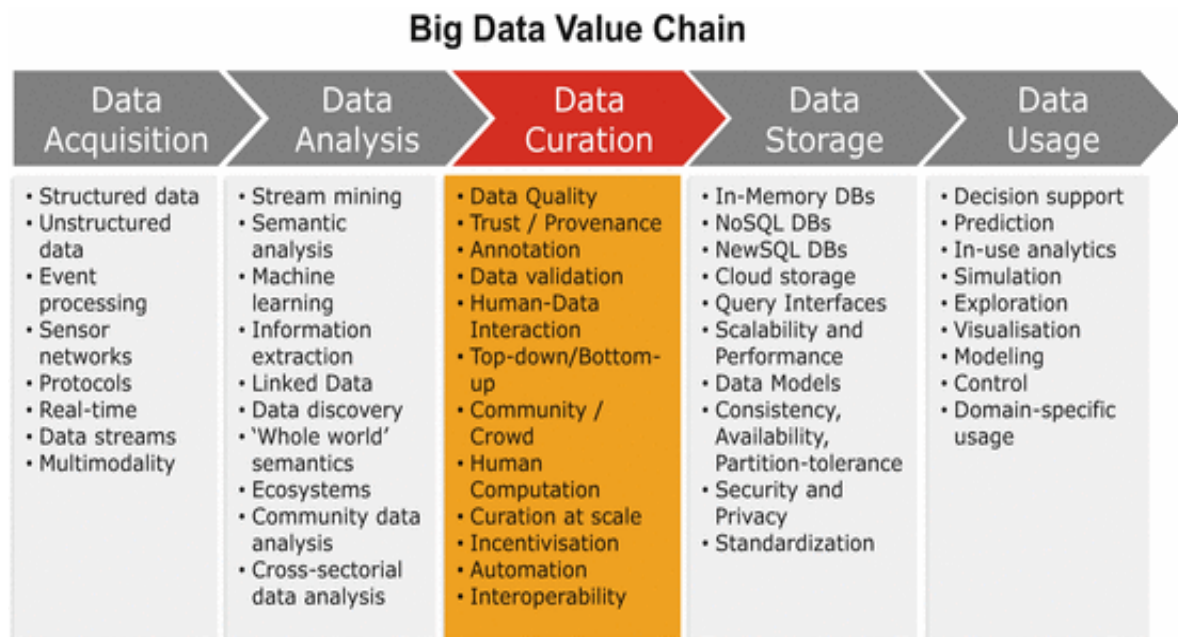 Big Data Value Chain
Data
Acquisition
Data
Analysis
Data
Curation
Data
Storage
Data
Usage
• Structured data
• Unstructured
data
• Event
processing
• Sensor
networks
• Protocols
• Real-time
• Data streams
• Multimodality
• Stream mining
• Semantic
analysis
• Machine
learning
• Information
extraction
• Linked Data
• Data discovery
• ‘Whole world’
semantics
• Ecosystems
• Community data
analysis
• Cross-sectorial
data analysis
• Data Quality
• Trust / Provenance
• Annotation
• Data validation
• Human-Data
Interaction
• Top-down/Bottom-
up
• Community /
Crowd
• Human
Computation
• Curation at scale
• Incentivisation
• Automation
• Interoperability
• In-Memory DBs
• NoSQL DBs
• NewSQL DBs
• Cloud storage
• Query Interfaces
• Scalability and
Performance
• Data Models
• Consistency,
Availability,
Partition-tolerance
• Security and
Privacy
• Standardization
• Decision support
• Prediction
• In-use analytics
• Simulation
• Exploration
• Visualisation
• Modeling
• Control
• Domain-specific
usage